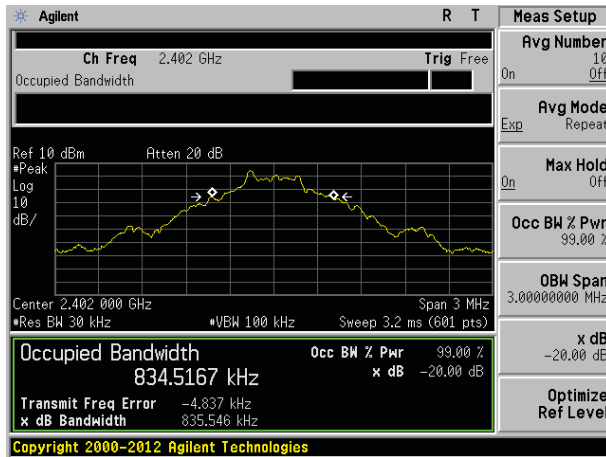 Agilent R T
Ch Freq 2.402 GHz Trig Free
Occupied Bandwidth
Ref 10 dBm Atten 20 dB
#Peak
Log
10
dB/
Center 2.402 000 GHz Span 3 MHz
#Res BW 30 kHz #VBW 100 kHz Sweep 3.2 ms (601 pts)
Occupied Bandwidth Occ BW % Pwr 99.00 %
834.5167 kHz x dB -20.00 dB
Transmit Freq Error -4.837 kHz
x dB Bandwidth 835.546 kHz
Copyright 2000-2012 Agilent Technologies
Meas Setup
Avg Number
10
On Off
Avg Mode
Exp Repeat
Max Hold
On Off
Occ BW % Pwr
99.00 %
OBW Span
3.00000000 MHz
x dB
-20.00 dB
Optimize
Ref Level